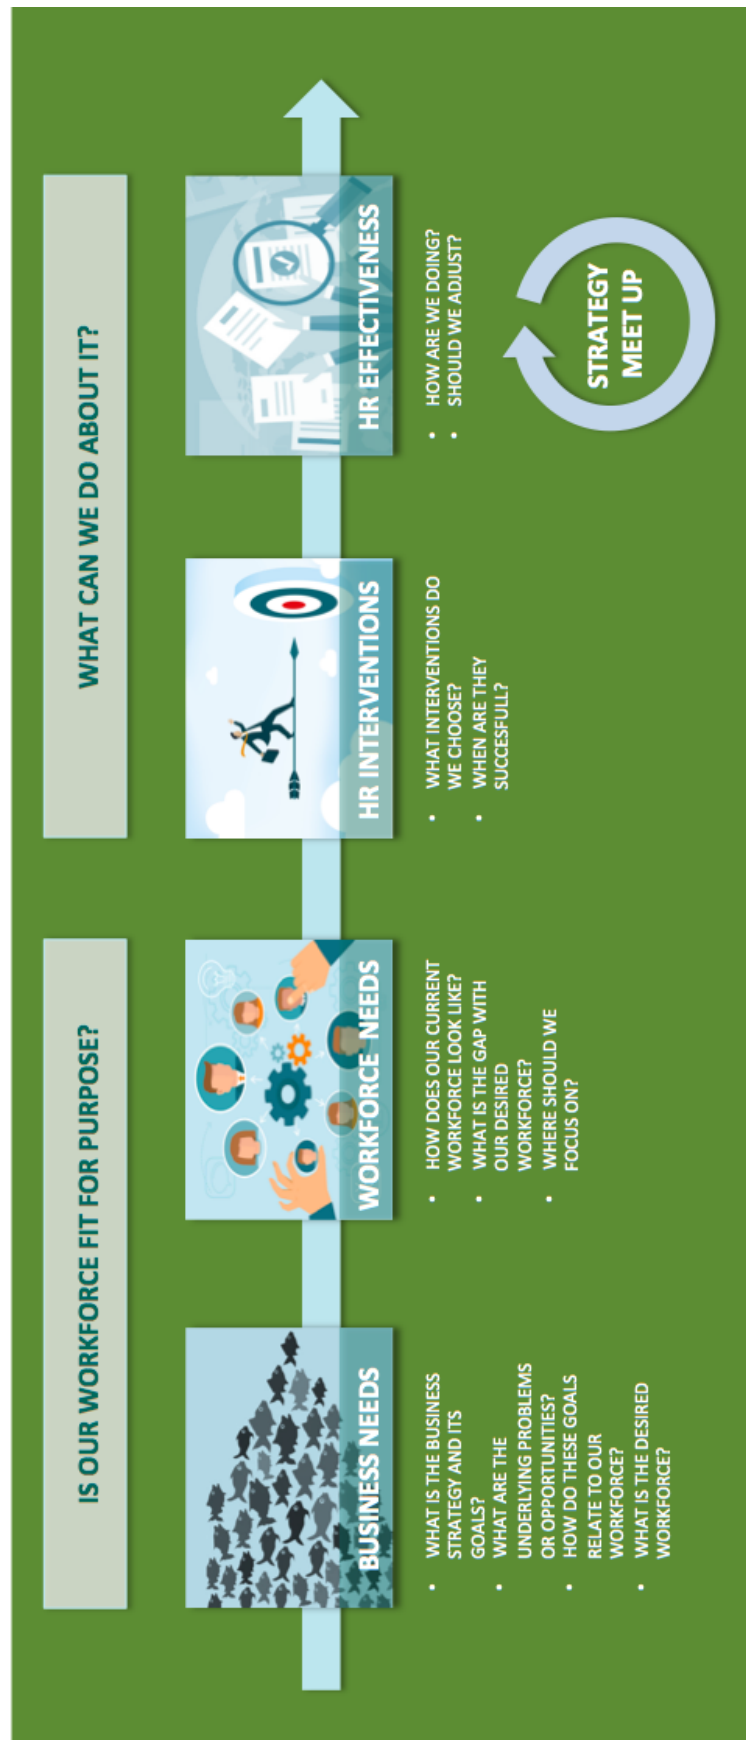 IS OUR WORKFORCE FIT FOR PURPOSE?
WHAT CAN WE DO ABOUT IT?
BUSINESS NEEDS
• WHAT IS THE BUSINESS
STRATEGY AND ITS
GOALS?
• WHAT ARE THE
UNDERLYING PROBLEMS
OR OPPORTUNITIES?
• HOW DO THESE GOALS
RELATE TO OUR
WORKFORCE?
• WHAT IS THE DESIRED
WORKFORCE?
WORKFORCE NEEDS
• HOW DOES OUR CURRENT
WORKFORCE LOOK LIKE?
• WHAT IS THE GAP WITH
OUR DESIRED
WORKFORCE?
• WHERE SHOULD WE
FOCUS ON?
HR INTERVENTIONS
• WHAT INTERVENTIONS DO
WE CHOOSE?
• WHEN ARE THEY
SUCCESFULL?
HR EFFECTIVENESS
• HOW ARE WE DOING?
• SHOULD WE ADJUST?
STRATEGY
MEET UP